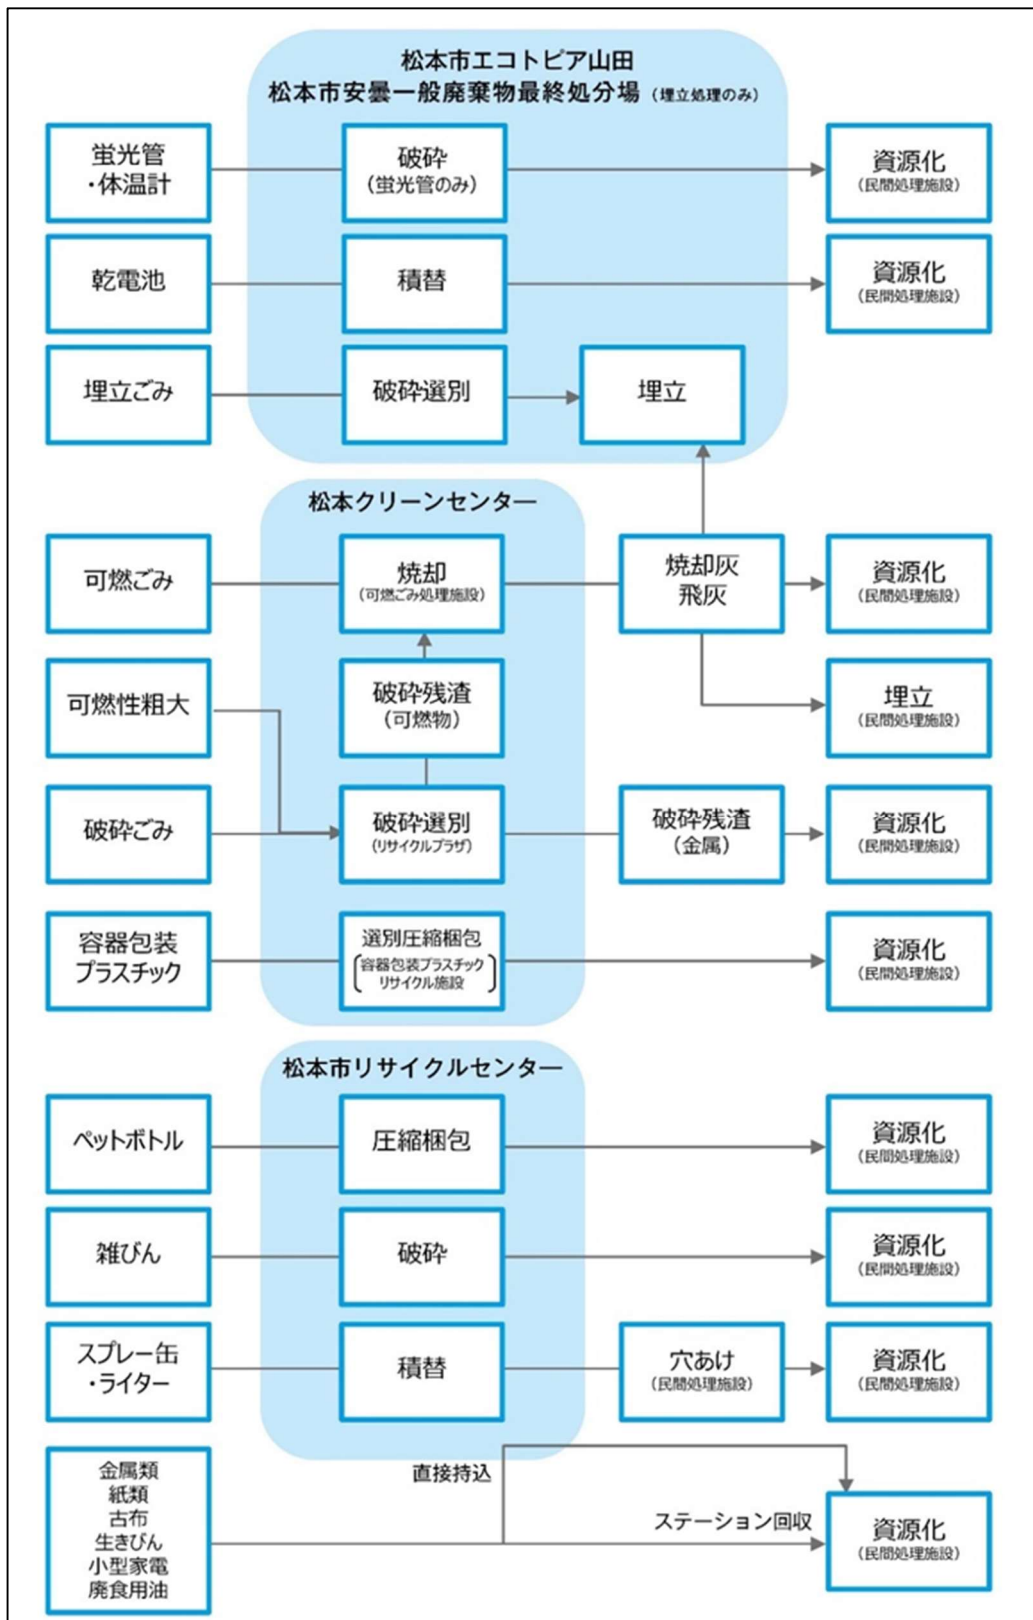 松本市エコトピア山田
松本市安曇一般廃棄物最終処分場 (埋立処理のみ)
蛍光管
・体温計
破砕
(蛍光管のみ)
資源化
(民間処理施設)
乾電池
積替
資源化
(民間処理施設)
埋立ごみ
破砕選別
埋立
松本クリーンセンター
可燃ごみ
焼却
(可燃ごみ処理施設)
焼却灰
飛灰
資源化
(民間処理施設)
可燃性粗大
破砕残渣
(可燃物)
埋立
(民間処理施設)
破砕ごみ
破砕選別
(リサイクルプラザ)
破砕残渣
(金属)
資源化
(民間処理施設)
容器包装
プラスチック
選別圧縮梱包
容器包装プラスチック
リサイクル施設
資源化
(民間処理施設)
松本市リサイクルセンター
ペットボトル
圧縮梱包
資源化
(民間処理施設)
雑びん
破砕
資源化
(民間処理施設)
スプレー缶
・ライター
積替
穴あけ
(民間処理施設)
資源化
(民間処理施設)
金属類
紙類
古布
生きびん
小型家電
廃食用油
直接持込
ステーション回収
資源化
(民間処理施設)